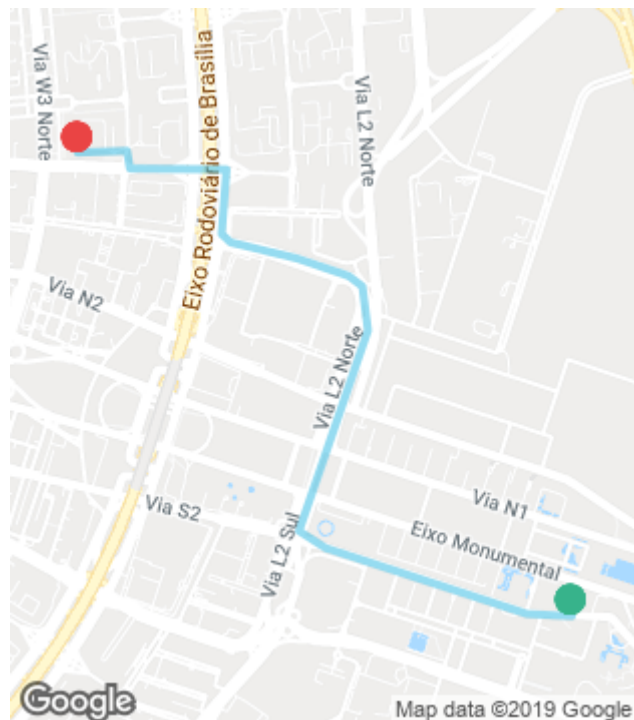 Via W3 Norte
Eixo Rodoviário de Brasília
Via L2 Norte
Via N2
Via L2 Norte
Via N1
Via S2
Eixo Monumental
Via L2 Sul
Google
Map data ©2019 Google